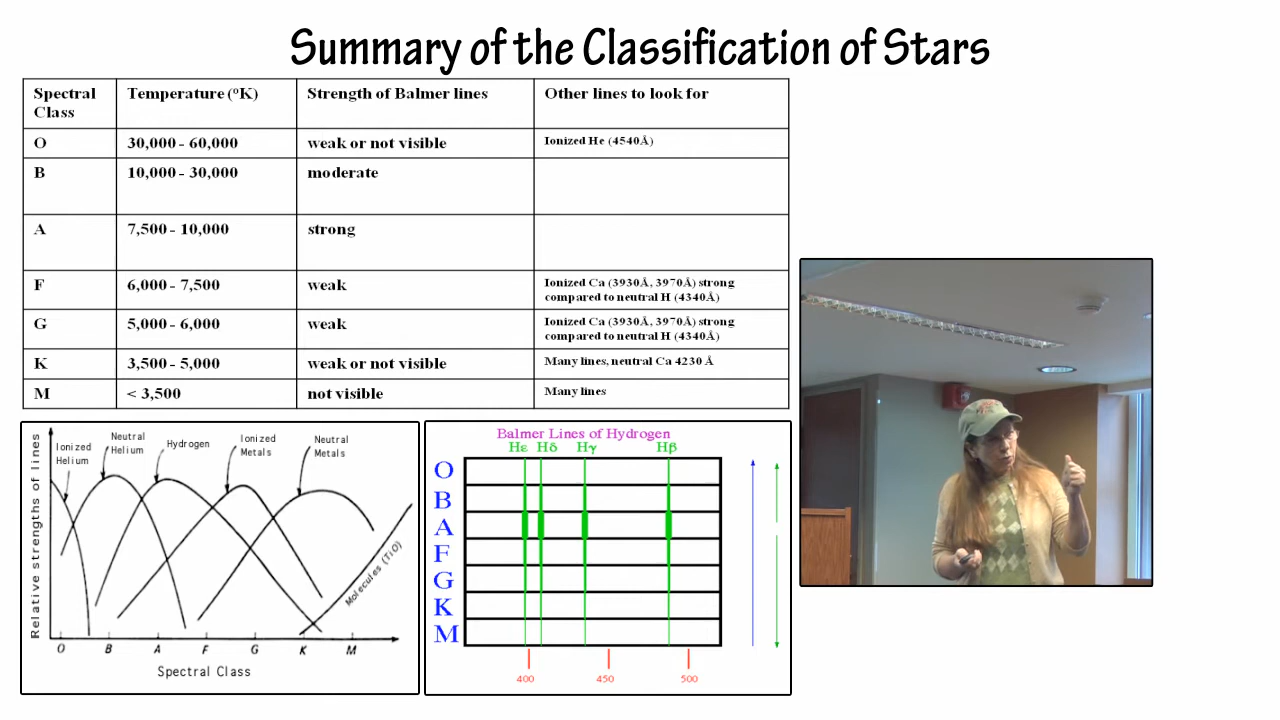 Summary of the Classification of Stars
Spectral Class
Temperature (°K)
Strength of Balmer lines
Other lines to look for
O
30,000 - 60,000
weak or not visible
Ionized He (4540Å)
B
10,000 - 30,000
moderate
A
7,500 - 10,000
strong
F
6,000 - 7,500
weak
Ionized Ca (3930Å, 3970Å) strong
compared to neutral H (4340Å)
G
5,000 - 6,000
weak
Ionized Ca (3930Å, 3970Å) strong
compared to neutral H (4340Å)
K
3,500 - 5,000
weak or not visible
Many lines, neutral Ca 4230 Å
M
< 3,500
not visible
Many lines
Relative strengths of lines
Ionized
Helium
Neutral
Helium
Hydrogen
Ionized
Metals
Neutral
Metals
Molecules (TiO)
O B A F G K M
Spectral Class
Balmer Lines of Hydrogen
Hε Hδ Hγ Hβ
O
B
A
F
G
K
M
400 450 500